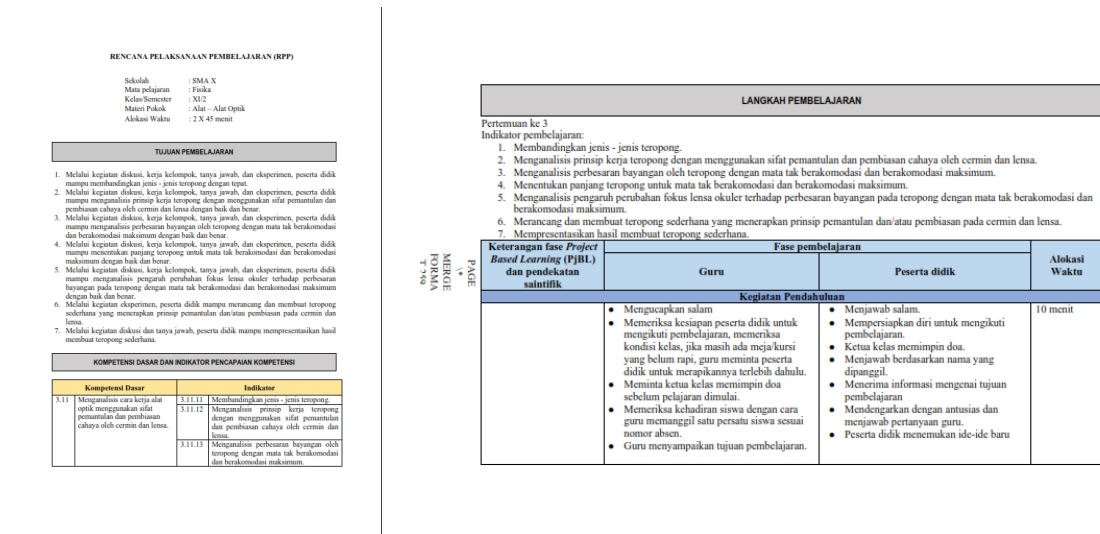 RENCANA PELAKSANAAN PEMBELAJARAN (RPP)
Sekolah : SMA X
Mata pelajaran : Fisika
Kelas/Semester : XI/2
Materi Pokok : Alat – Alat Optik
Alokasi Waktu : 2 X 45 menit
TUJUAN PEMBELAJARAN
1. Melalui kegiatan diskusi, kerja kelompok, tanya jawab, dan eksperimen, peserta didik
mampu membandingkan jenis - jenis teropong dengan tepat.
2. Melalui kegiatan diskusi, kerja kelompok, tanya jawab, dan eksperimen, peserta didik
mampu menganalisis prinsip kerja teropong dengan menggunakan sifat pemantulan dan
pembiasan cahaya oleh cermin dan lensa dengan baik dan benar.
3. Melalui kegiatan diskusi, kerja kelompok, tanya jawab, dan eksperimen, peserta didik
mampu menganalisis perbesaran bayangan oleh teropong dengan mata tak berakomodasi
dan berakomodasi maksimum dengan baik dan benar.
4. Melalui kegiatan diskusi, kerja kelompok, tanya jawab, dan eksperimen, peserta didik
mampu menentukan panjang teropong untuk mata tak berakomodasi dan berakomodasi
maksimum dengan baik dan benar.
5. Melalui kegiatan diskusi, kerja kelompok, tanya jawab, dan eksperimen, peserta didik
mampu menganalisis pengaruh perubahan fokus lensa okuler terhadap perbesaran
bayangan pada teropong dengan mata tak berakomodasi dan berakomodasi maksimum
dengan baik dan benar.
6. Melalui kegiatan eksperimen, peserta didik mampu merancang dan membuat teropong
sederhana yang menerapkan prinsip pemantulan dan/atau pembiasan pada cermin dan
lensa.
7. Melalui kegiatan diskusi dan tanya jawab, peserta didik mampu mempresentasikan hasil
membuat teropong sederhana.
KOMPETENSI DASAR DAN INDIKATOR PENCAPAIAN KOMPETENSI
Kompetensi Dasar Indikator
3.11 Menganalisis cara kerja alat
optik menggunakan sifat
pemantulan dan pembiasan
cahaya oleh cermin dan lensa.
3.11.11 Membandingkan jenis - jenis teropong.
3.11.12 Menganalisis prinsip kerja teropong
dengan menggunakan sifat pemantulan
dan pembiasan cahaya oleh cermin dan
lensa.
3.11.13 Menganalisis perbesaran bayangan oleh
teropong dengan mata tak berakomodasi
dan berakomodasi maksimum.
PAGE
\*
MERGE
FORMA
T 259
LANGKAH PEMBELAJARAN
Pertemuan ke 3
Indikator pembelajaran:
1. Membandingkan jenis - jenis teropong.
2. Menganalisis prinsip kerja teropong dengan menggunakan sifat pemantulan dan pembiasan cahaya oleh cermin dan lensa.
3. Menganalisis perbesaran bayangan oleh teropong dengan mata tak berakomodasi dan berakomodasi maksimum.
4. Menentukan panjang teropong untuk mata tak berakomodasi dan berakomodasi maksimum.
5. Menganalisis pengaruh perubahan fokus lensa okuler terhadap perbesaran bayangan pada teropong dengan mata tak berakomodasi dan
berakomodasi maksimum.
6. Merancang dan membuat teropong sederhana yang menerapkan prinsip pemantulan dan/atau pembiasan pada cermin dan lensa.
7. Mempresentasikan hasil membuat teropong sederhana.
Keterangan fase Project
Based Learning (PjBL)
dan pendekatan
saintifik
Fase pembelajaran
Guru
Peserta didik
Alokasi
Waktu
Kegiatan Pendahuluan
● Mengucapkan salam
● Memeriksa kesiapan peserta didik untuk
mengikuti pembelajaran, memeriksa
kondisi kelas, jika masih ada meja/kursi
yang belum rapi, guru meminta peserta
didik untuk merapikannya terlebih dahulu.
● Meminta ketua kelas memimpin doa
sebelum pelajaran dimulai.
● Memeriksa kehadiran siswa dengan cara
guru memanggil satu persatu siswa sesuai
nomor absen.
● Guru menyampaikan tujuan pembelajaran.
● Menjawab salam.
● Mempersiapkan diri untuk mengikuti
pembelajaran.
● Ketua kelas memimpin doa.
● Menjawab berdasarkan nama yang
dipanggil.
● Menerima informasi mengenai tujuan
pembelajaran
● Mendengarkan dengan antusias dan
menjawab pertanyaan guru.
● Peserta didik menemukan ide-ide baru
10 menit